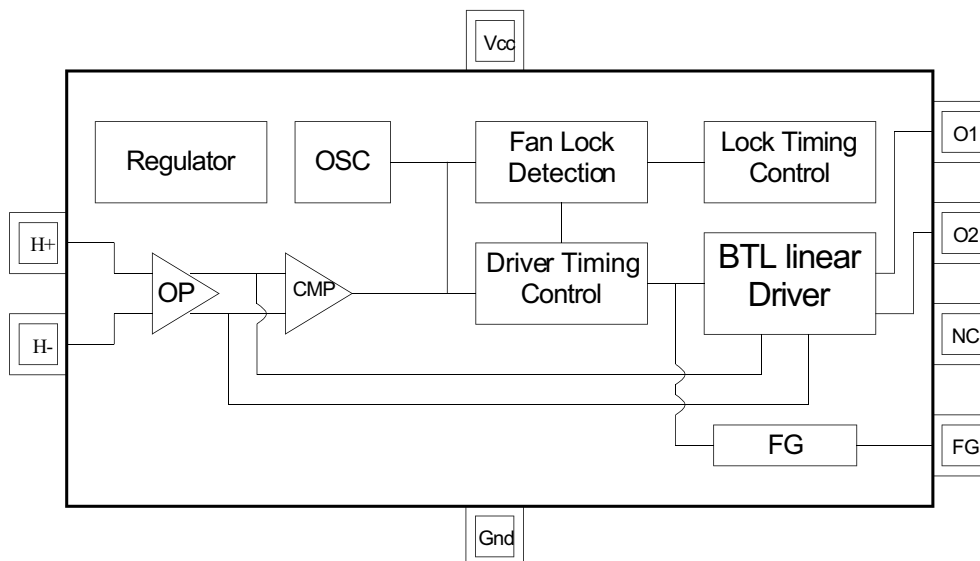 Vcc
Regulator
OSC
Fan Lock
Detection
Lock Timing
Control
O1
H+
OP
CMP
Driver Timing
Control
BTL linear
Driver
O2
H-
NC
FG
FG
Gnd